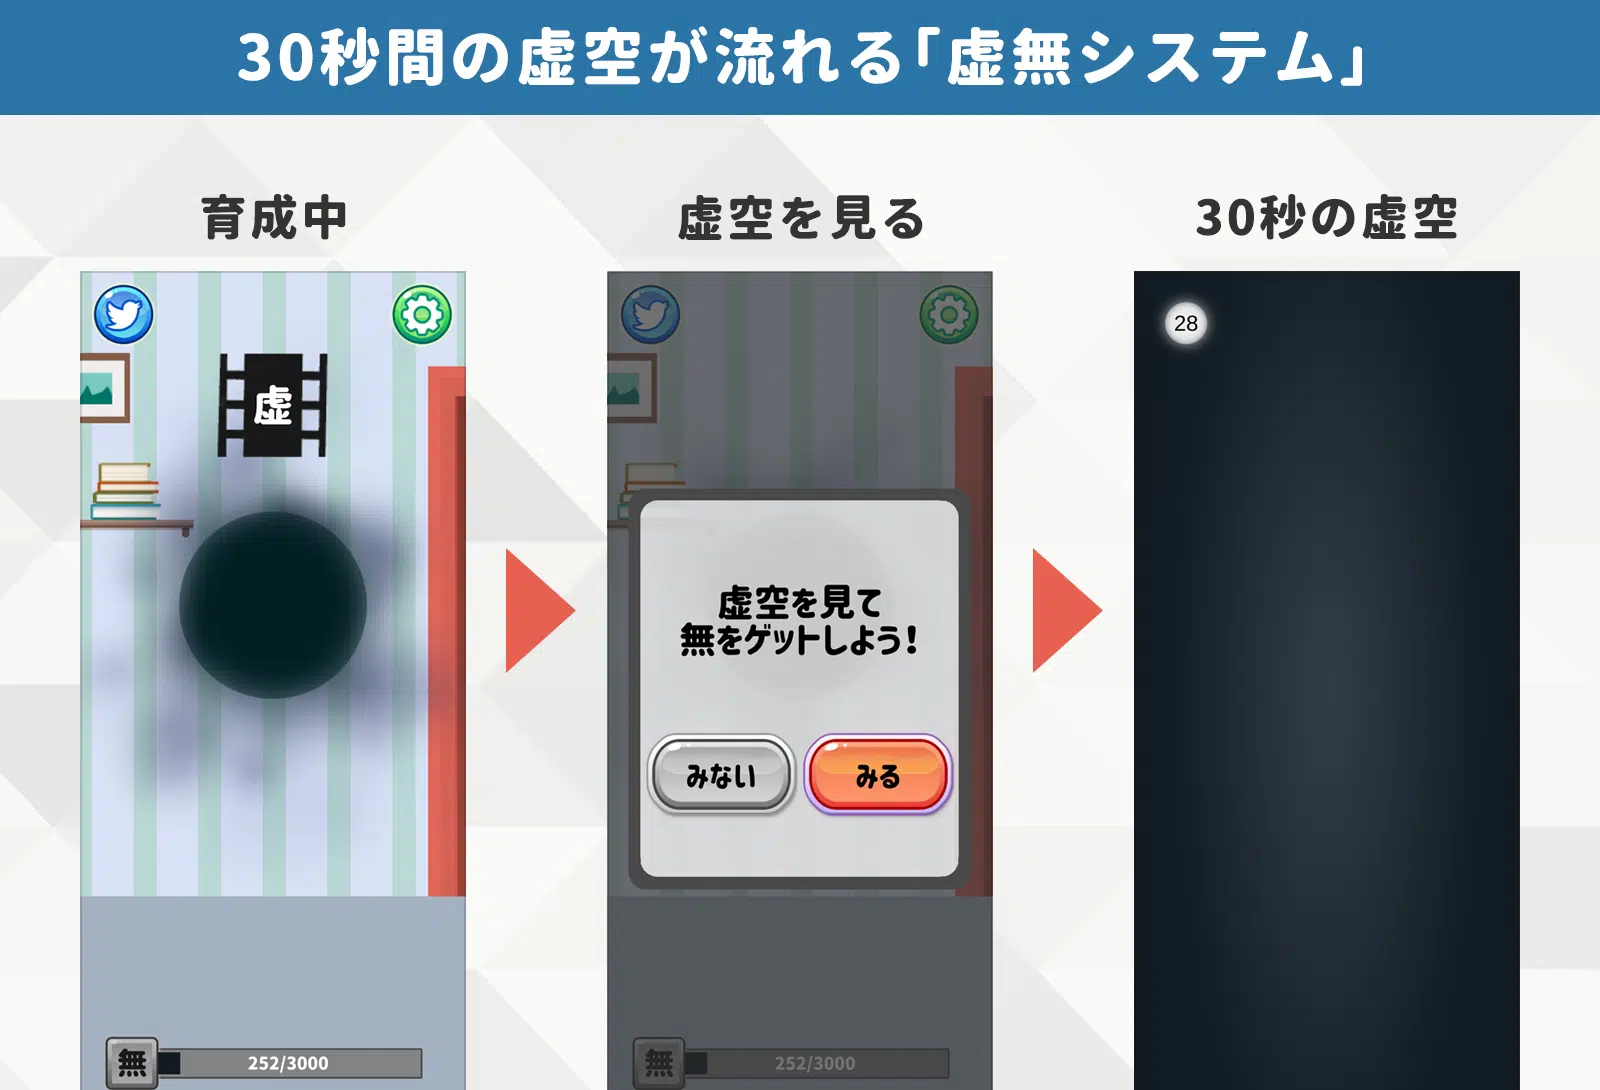 30秒間の虚空が流れる「虚無システム」
育成中
虚空を見る
30秒の虚空
28
虚
虚空を見て
無をゲットしよう!
みない
みる
無
252/3000
無
252/3000